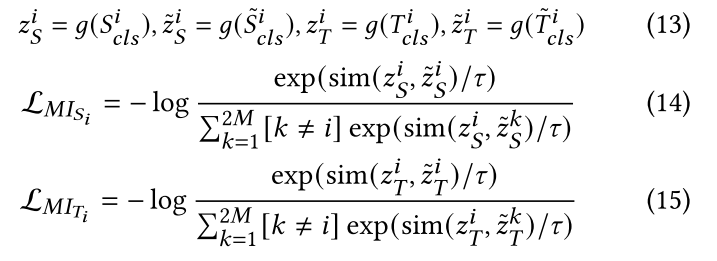 $z_S^i = g(S_{cls}^i), \tilde{z}_S^i = g(\tilde{S}_{cls}^i), z_T^i = g(T_{cls}^i), \tilde{z}_T^i = g(\tilde{T}_{cls}^i)$ (13)
$\mathcal{L}_{MI_{S_i}} = -\log \frac{\exp(\text{sim}(z_S^i, \tilde{z}_S^i)/\tau)}{\sum_{k=1}^{2M} [k \neq i] \exp(\text{sim}(z_S^i, \tilde{z}_S^k)/\tau)}$ (14)
$\mathcal{L}_{MI_{T_i}} = -\log \frac{\exp(\text{sim}(z_T^i, \tilde{z}_T^i)/\tau)}{\sum_{k=1}^{2M} [k \neq i] \exp(\text{sim}(z_T^i, \tilde{z}_T^k)/\tau)}$ (15)